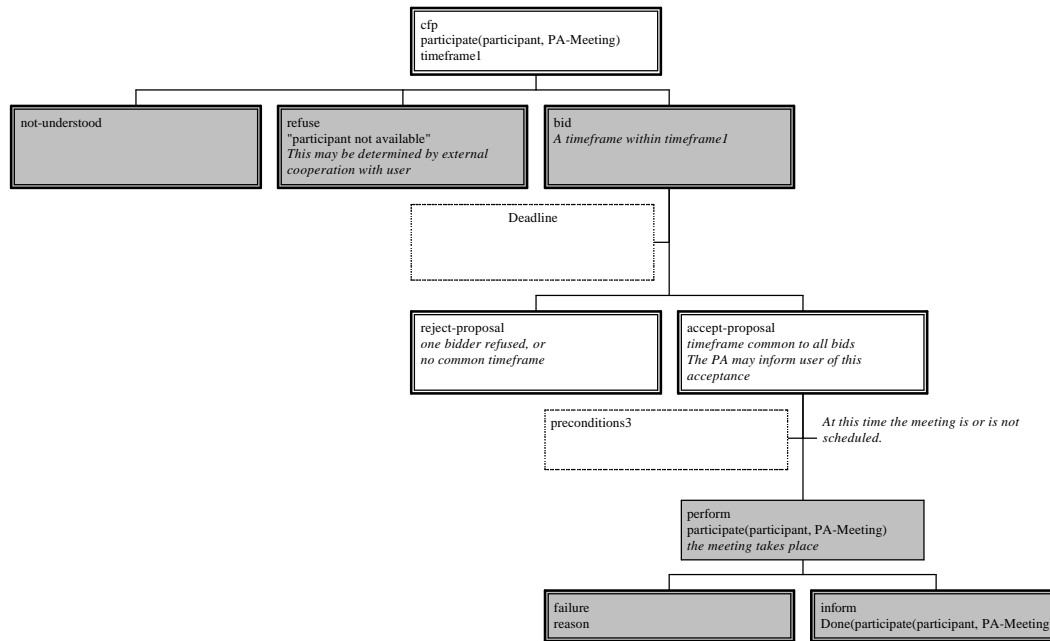 cfp
participate(participant, PA-Meeting)
timeframe1
not-understood
refuse
"participant not available"
This may be determined by external
cooperation with user
bid
A timeframe within timeframe1
Deadline
reject-proposal
one bidder refused, or
no common timeframe
accept-proposal
timeframe common to all bids
The PA may inform user of this
acceptance
preconditions3
At this time the meeting is or is not
scheduled.
perform
participate(participant, PA-Meeting)
the meeting takes place
failure
reason
inform
Done(participate(participant, PA-Meeting